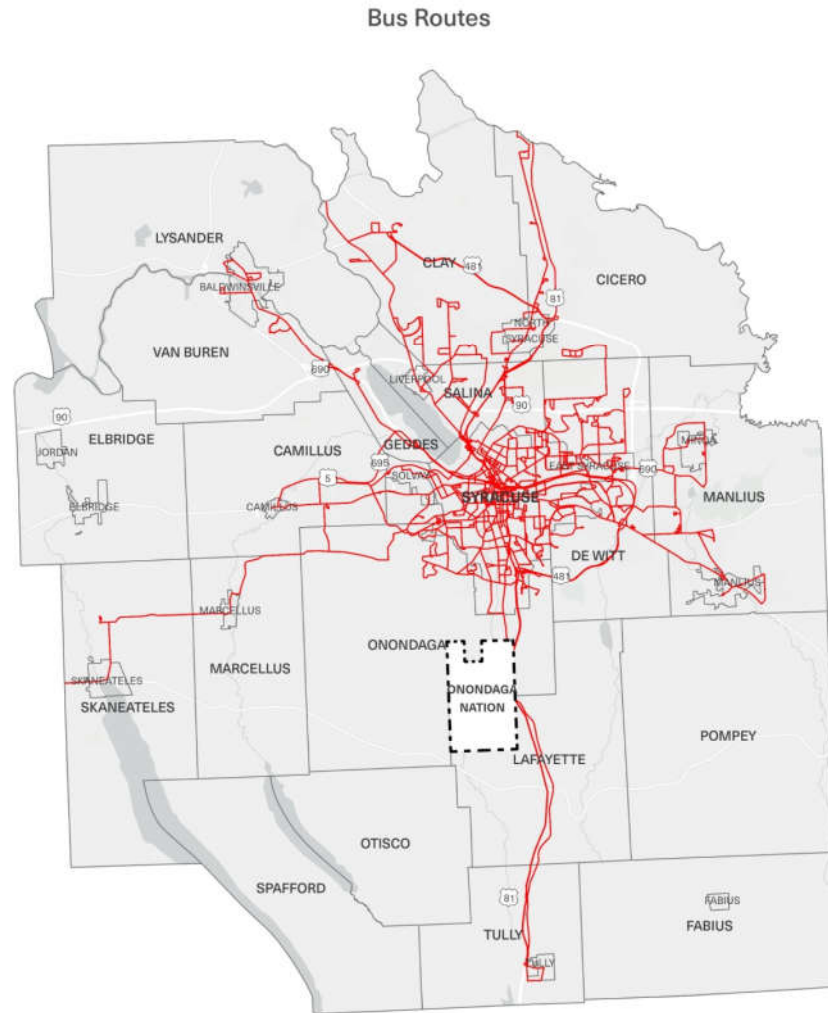 Bus Routes
LYSANDER
CLAY
481
CICERO
BALDWINSVILLE
81
NORTH
SYRACUSE
VAN BUREN
690
LIVERPOOL
SALINA
90
90
ELBRIDGE
CAMILLUS
GEDDES
JORDAN
695
SOLVAY
EAST SYRACUSE
690
MINOA
5
ELBRIDGE
CAMILLUS
SYRACUSE
MANLIUS
DE WITT
481
MANLIUS
MARCELLUS
ONONDAGA
MARCELLUS
SKANEATELES
SKANEATELES
ONONDAGA
NATION
POMPEY
LAFAYETTE
OTISCO
SPAFFORD
81
FABIUS
FABIUS
TULLY
TULLY